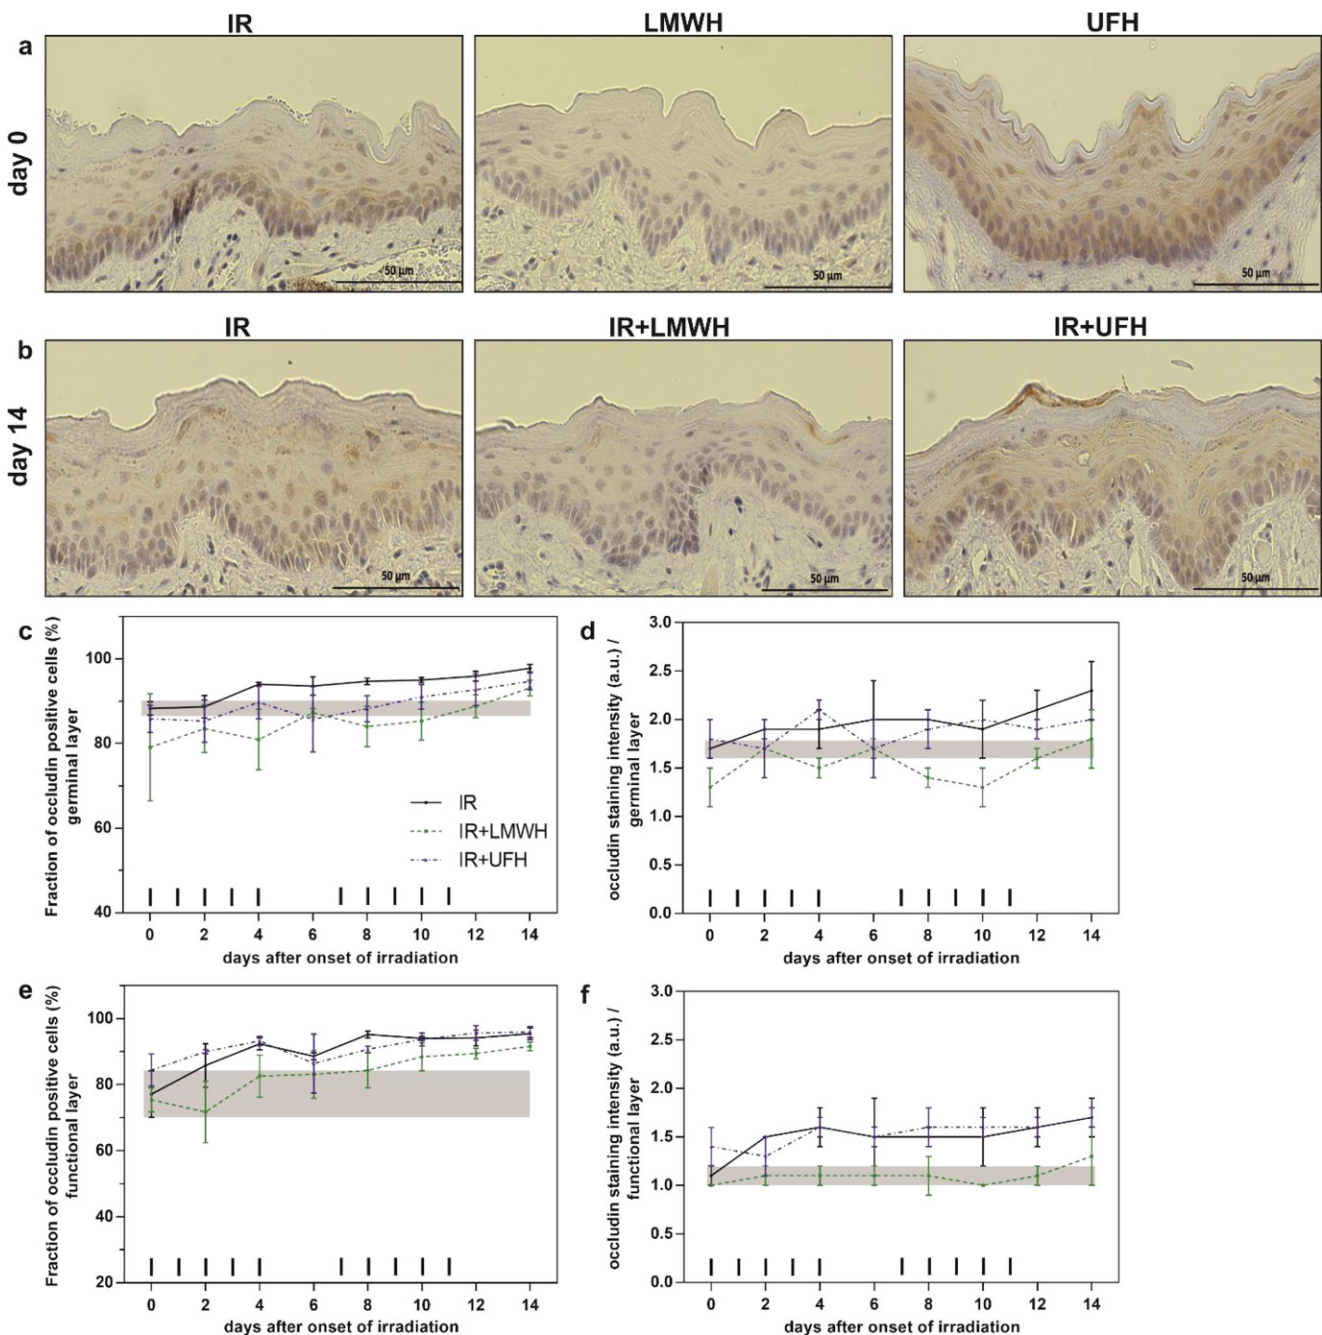 IR LMWH UFH
a
day 0
50 µm 50 µm 50 µm
IR IR+LMWH IR+UFH
b
day 14
50 µm 50 µm 50 µm
c
Fraction of occludin positive cells (%)
germinal layer
100
80
60
40
IR
IR+LMWH
IR+UFH
0 2 4 6 8 10 12 14
days after onset of irradiation
d
occludin staining intensity (a.u.) /
germinal layer
3.0
2.5
2.0
1.5
1.0
0.5
0.0
0 2 4 6 8 10 12 14
days after onset of irradiation
e
Fraction of occludin positive cells (%)
functional layer
100
80
60
40
20
0 2 4 6 8 10 12 14
days after onset of irradiation
f
occludin staining intensity (a.u.) /
functional layer
3.0
2.5
2.0
1.5
1.0
0.5
0.0
0 2 4 6 8 10 12 14
days after onset of irradiation